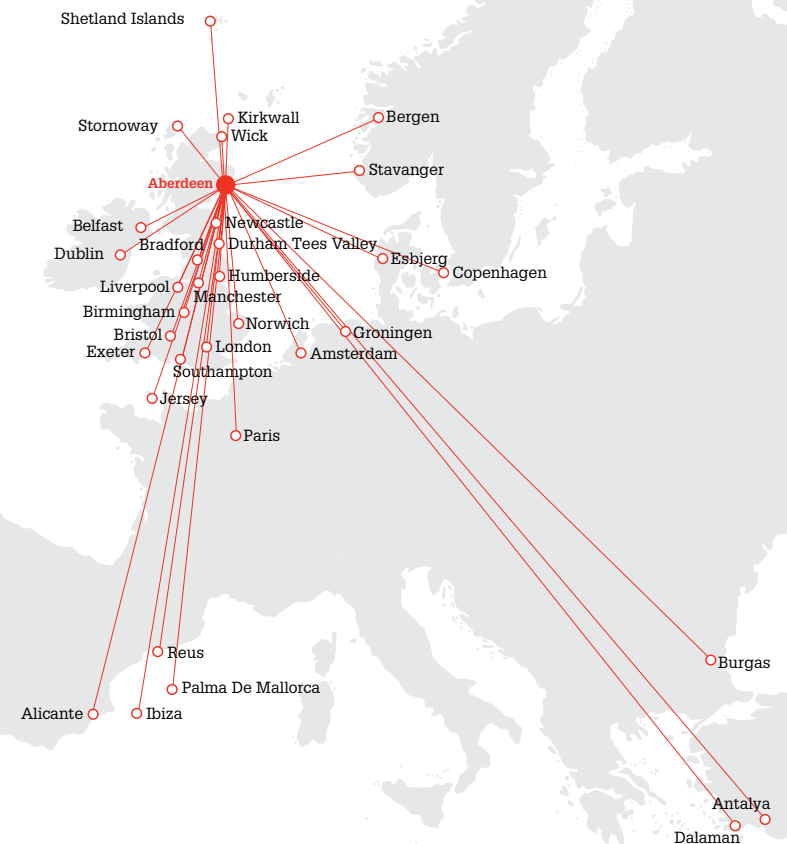 Shetland Islands
Kirkwall
Bergen
Stornoway
Wick
Stavanger
Aberdeen
Newcastle
Belfast
Bradford
Durham Tees Valley
Dublin
Esbjerg
Copenhagen
Humberside
Liverpool
Manchester
Birmingham
Norwich
Bristol
Groningen
Exeter
London
Amsterdam
Southampton
Jersey
Paris
Reus
Burgas
Palma De Mallorca
Alicante
Ibiza
Antalya
Dalaman